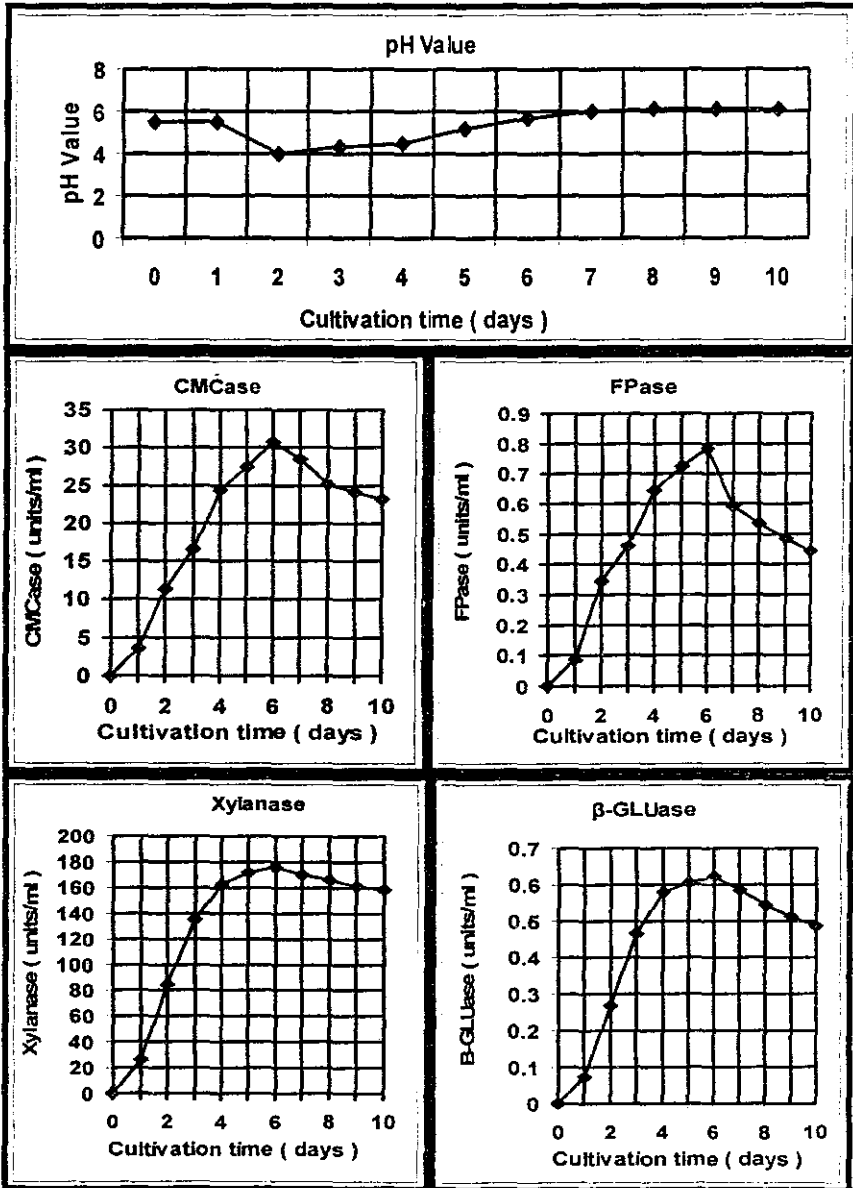 pH Value
8
6
4
2
0
pH Value
0 1 2 3 4 5 6 7 8 9 10
Cultivation time ( days )
CMCase
35
30
25
20
15
10
5
0
CMCase ( units/ml )
0 2 4 6 8 10
Cultivation time ( days )
FPase
0.9
0.8
0.7
0.6
0.5
0.4
0.3
0.2
0.1
0
FPase ( units/ml )
0 2 4 6 8 10
Cultivation time ( days )
Xylanase
200
180
160
140
120
100
80
60
40
20
0
Xylanase ( units/ml )
0 2 4 6 8 10
Cultivation time ( days )
β-GLUase
0.7
0.6
0.5
0.4
0.3
0.2
0.1
0
B-GLUase ( units/ml )
0 2 4 6 8 10
Cultivation time ( days )